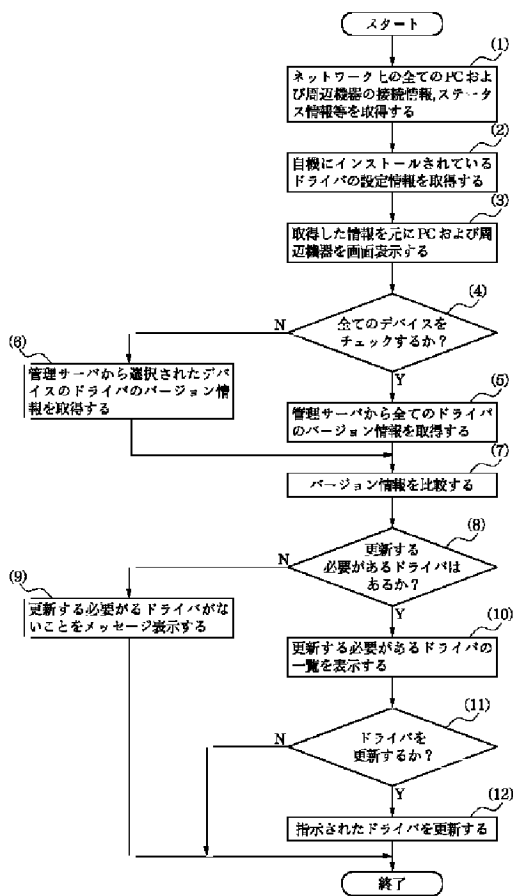 スタート
(1)
ネットワーク上の全てのPCおよ
び周辺機器の接続情報,ステータ
ス情報等を取得する
(2)
自機にインストールされている
ドライバの設定情報を取得する
(3)
取得した情報を元にPCおよび周
辺機器を画面表示する
(4)
全てのデバイスを
チェックするか?
N
Y
(6)
管理サーバから選択されたデバ
イスのドライバのバージョン情
報を取得する
(5)
管理サーバから全てのドライバ
のバージョン情報を取得する
(7)
バージョン情報を比較する
(8)
更新する
必要があるドライバは
あるか?
N
Y
(9)
更新する必要がるドライバがな
いことをメッセージ表示する
(10)
更新する必要があるドライバの
一覧を表示する
(11)
ドライバを
更新するか?
N
Y
(12)
指示されたドライバを更新する
終了